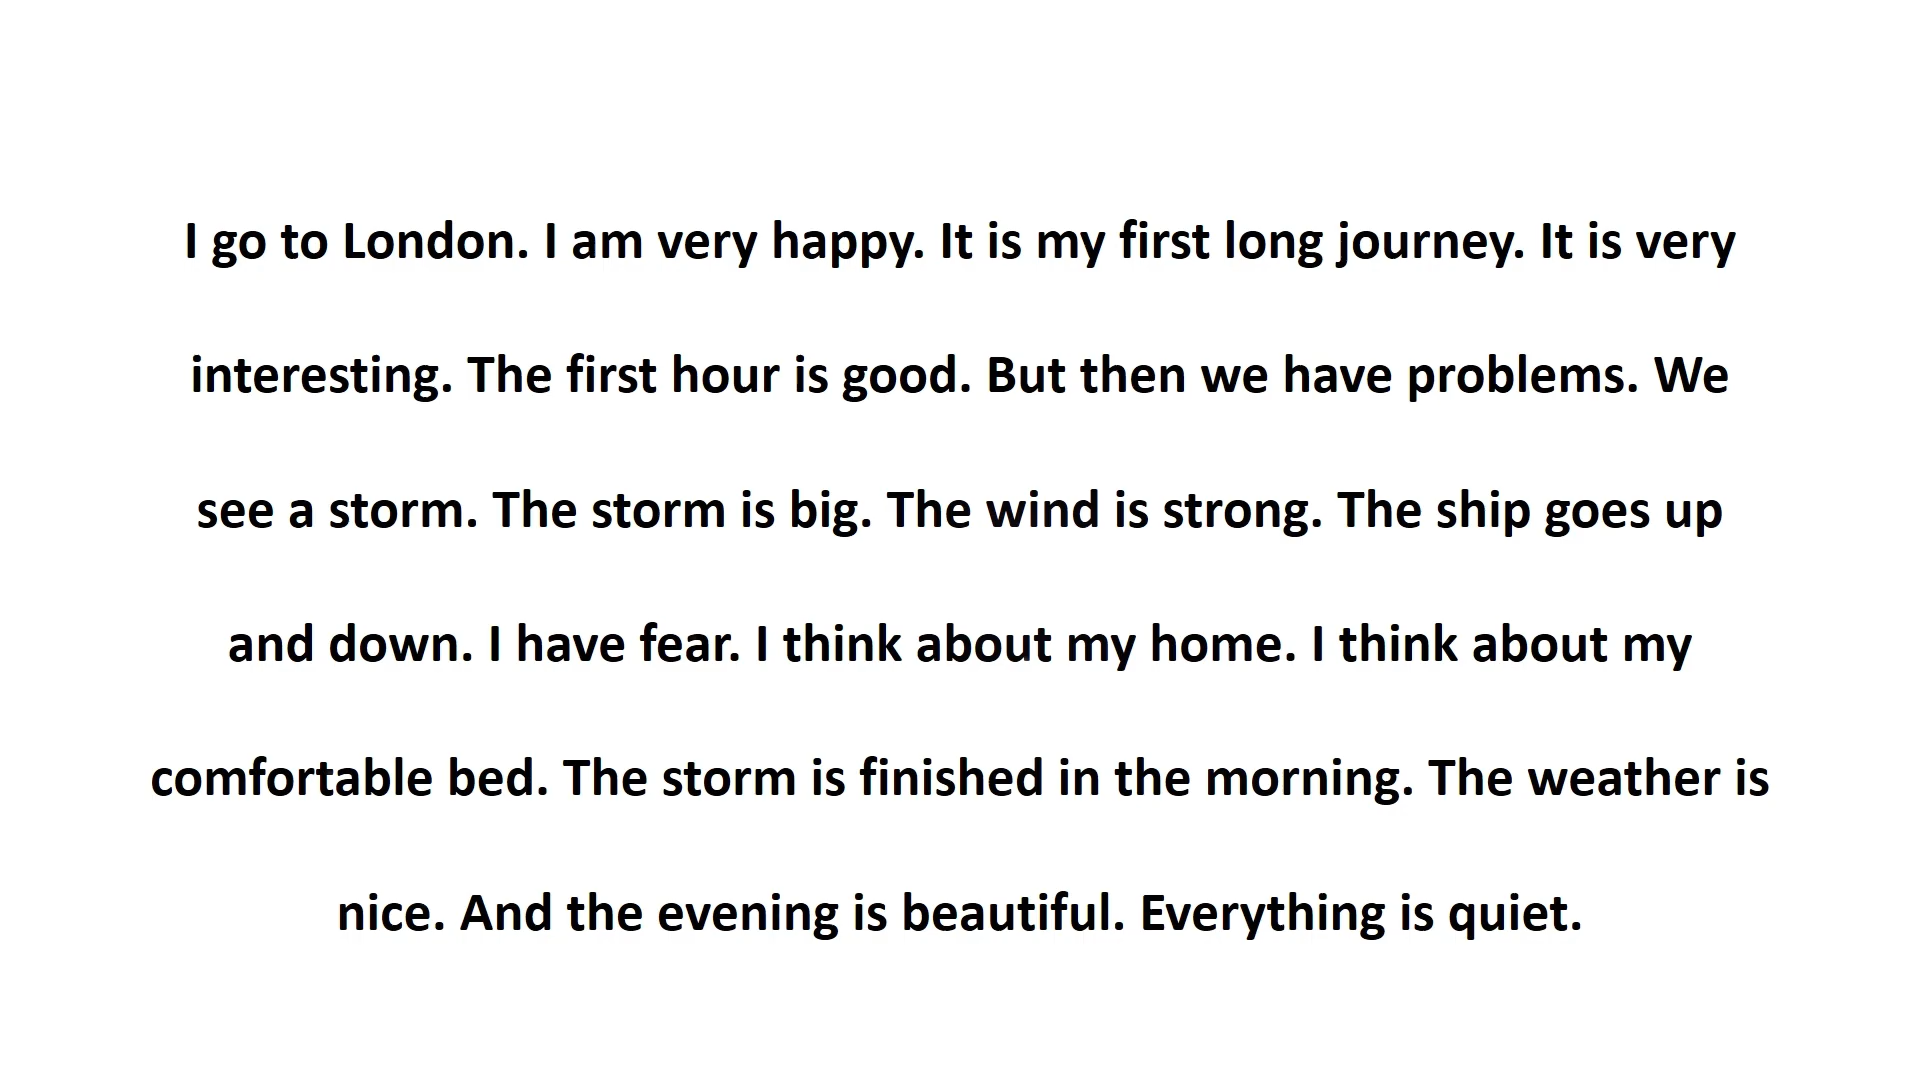 I go to London. I am very happy. It is my first long journey. It is very
interesting. The first hour is good. But then we have problems. We
see a storm. The storm is big. The wind is strong. The ship goes up
and down. I have fear. I think about my home. I think about my
comfortable bed. The storm is finished in the morning. The weather is
nice. And the evening is beautiful. Everything is quiet.